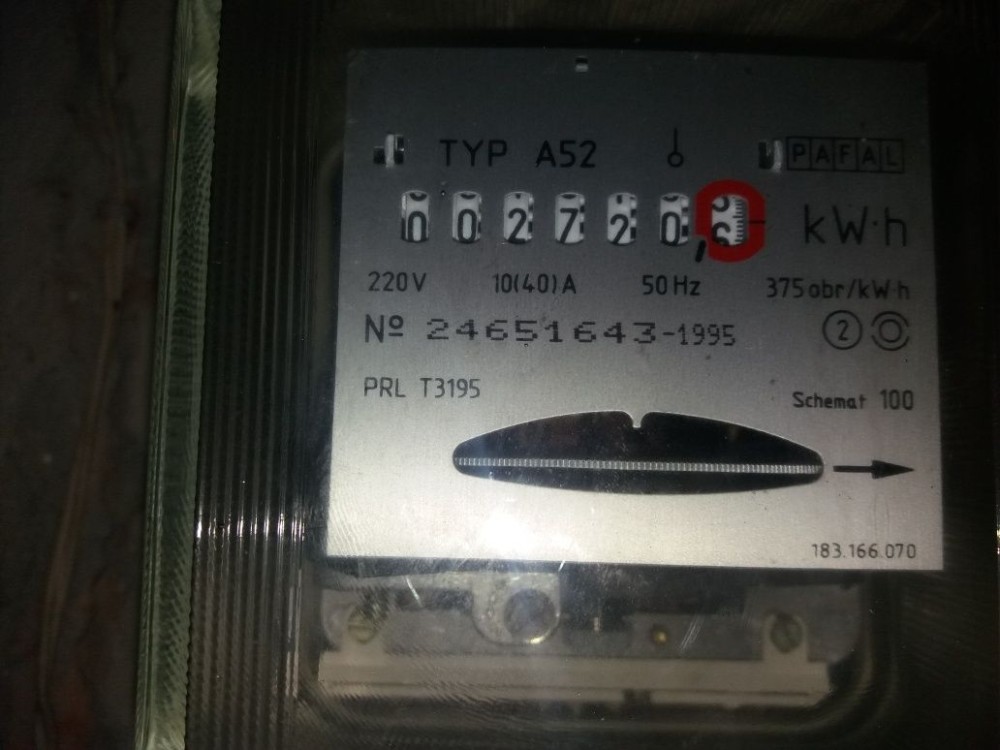 TYP A52 PAFAL
002720,6 kW·h
220V 10(40)A 50Hz 375obr/kW·h
Nº 24651643-1995 2
PRL T3195
Schemat 100
183.166.070